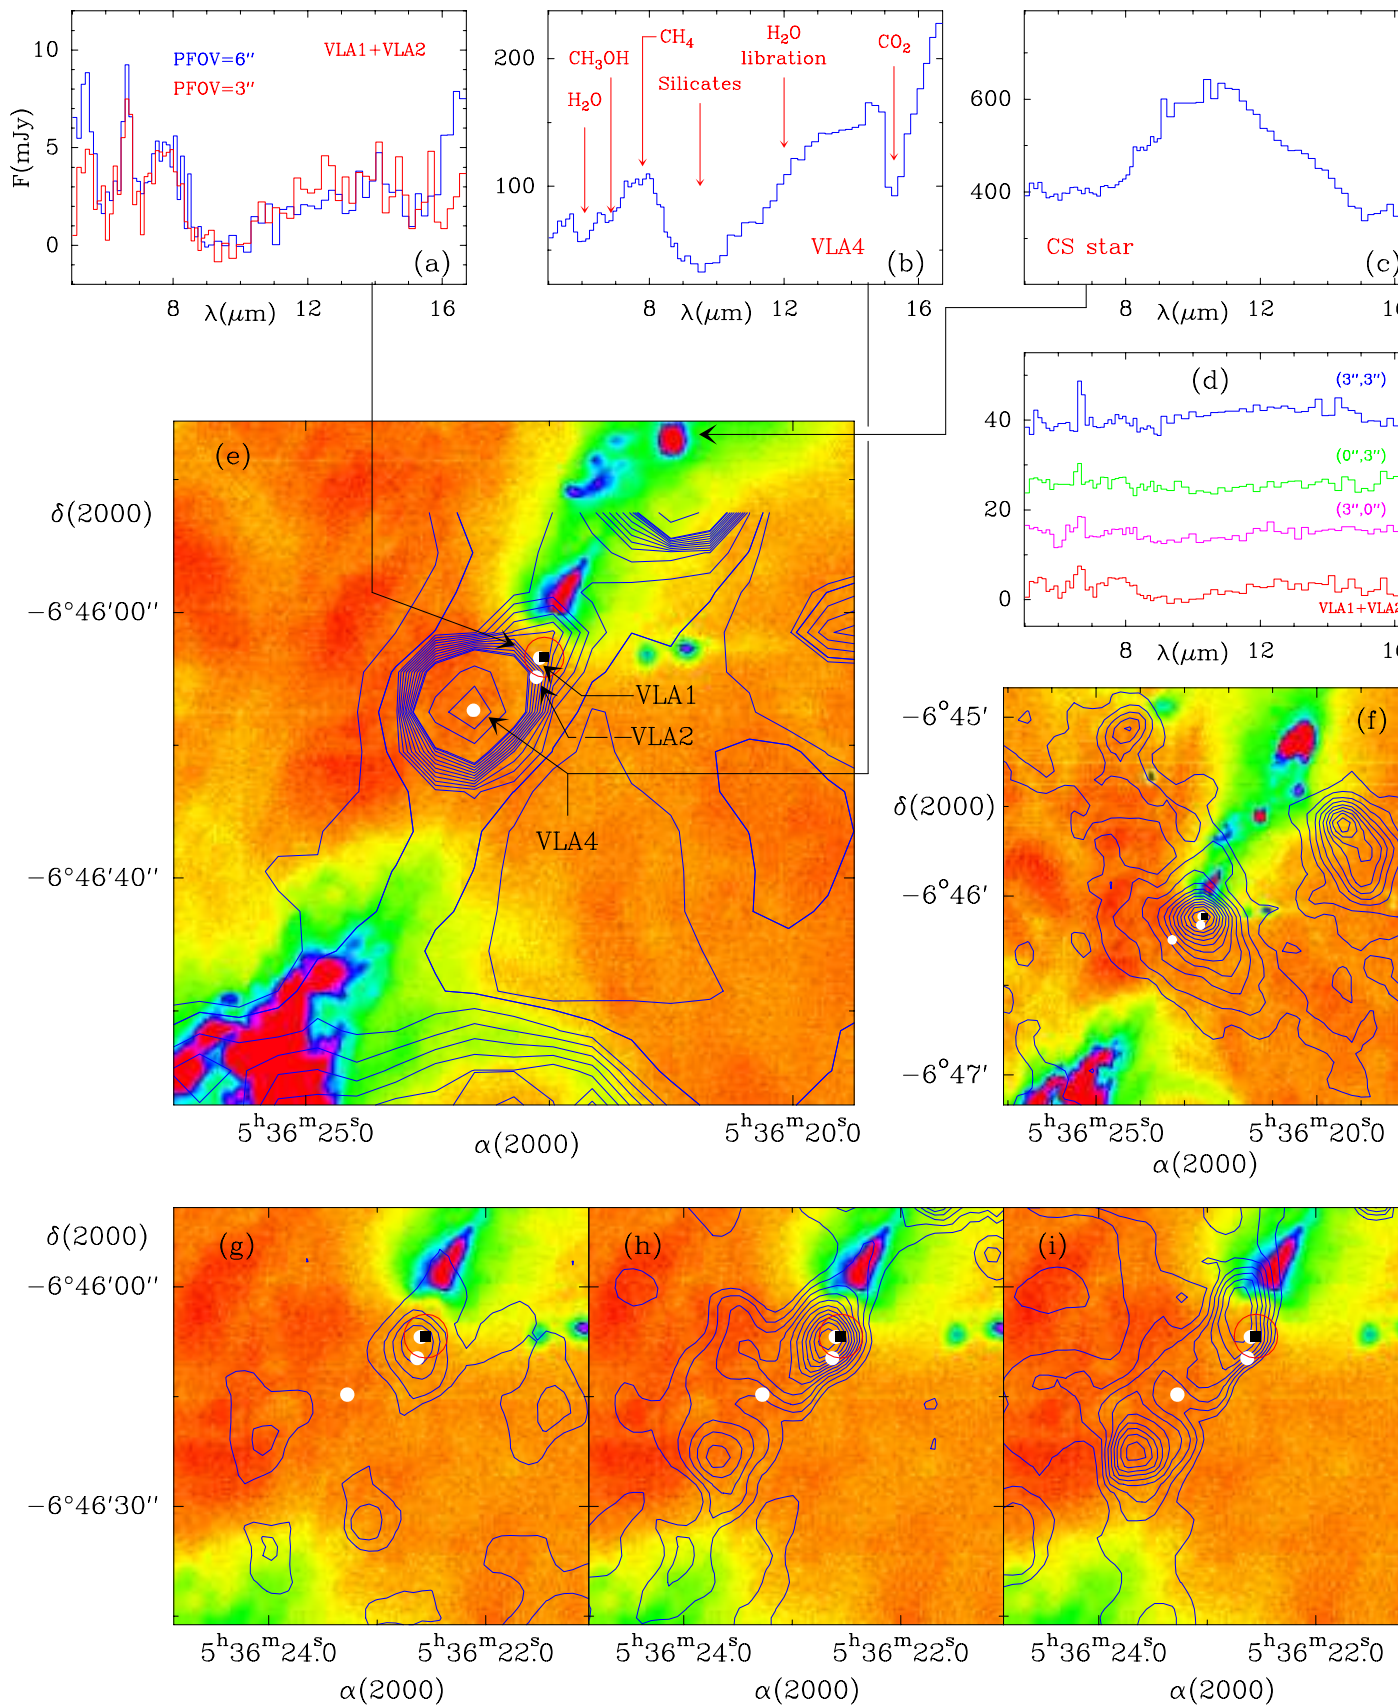 10
5
0
F(mJy)
PFOV=6″
PFOV=3″
VLA1+VLA2
(a)
8
12
16
λ(μm)
200
100
H₂O
CH₃OH
CH₄
Silicates
H₂O
libration
CO₂
VLA4
(b)
8
12
16
λ(μm)
600
400
CS star
(c)
8
12
λ(μm)
40
20
0
(d)
(3″,3″)
(0″,3″)
(3″,0″)
VLA1+VLA2
8
12
λ(μm)
(e)
δ(2000)
−6°46′00″
−6°46′40″
VLA1
VLA2
VLA4
5ʰ36ᵐ25ˢ.0
5ʰ36ᵐ20ˢ.0
α(2000)
(f)
−6°45′
δ(2000)
−6°46′
−6°47′
5ʰ36ᵐ25ˢ.0
5ʰ36ᵐ20ˢ.0
α(2000)
δ(2000)
−6°46′00″
−6°46′30″
(g)
(h)
(i)
5ʰ36ᵐ24ˢ.0
5ʰ36ᵐ22ˢ.0
5ʰ36ᵐ24ˢ.0
5ʰ36ᵐ22ˢ.0
5ʰ36ᵐ24ˢ.0
5ʰ36ᵐ22ˢ.0
α(2000)
α(2000)
α(2000)